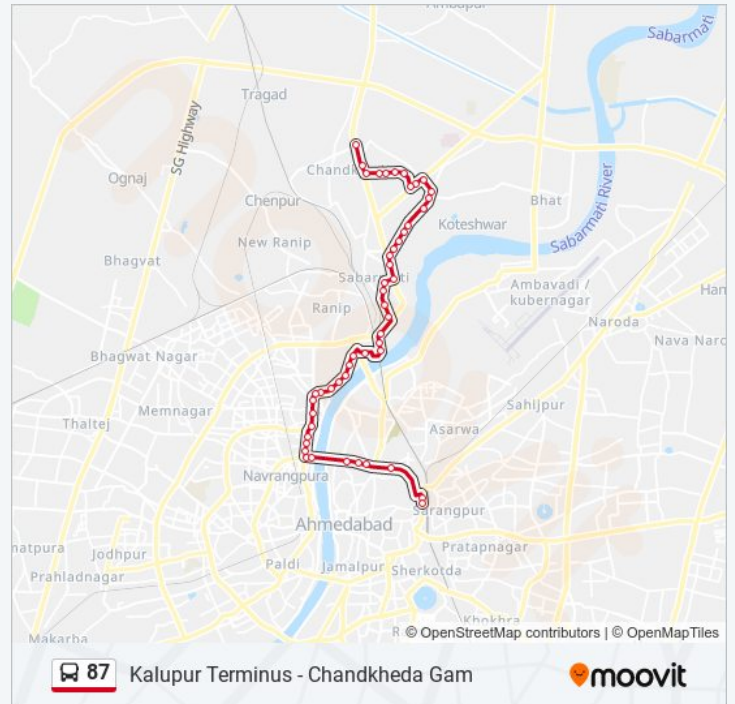 Ambapur
Sabarmati
Tragad
SG Highway
Chandk
Ognaj
Sabarmati River
Chenpur
Bhat
Koteshwar
New Ranip
Bhagvat
Sabarmati
Ambavadi /
kubernagar
Han
Ranip
Naroda
Nava Naro
Bhagwat Nagar
Memnagar
Sahijpur
Thaltej
Asarwa
Navrangpura
Sarangpur
Ahmedabad
natpura
Jodhpur
Pratapnagar
Paldi
Jamalpur
Sherkotda
Prahladnagar
Khokhra
Makarba
R
© OpenStreetMap contributors | © OpenMapTiles
87 Kalupur Terminus - Chandkheda Gam
moovit